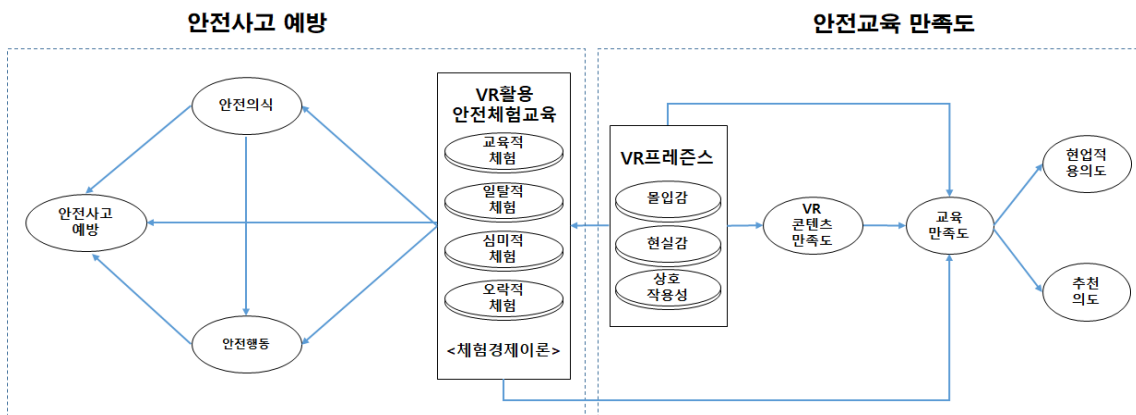 안전사고 예방
안전교육 만족도
안전의식
안전사고
예방
안전행동
VR활용
안전체험교육
교육적
체험
일탈적
체험
심미적
체험
오락적
체험
<체험경제이론>
VR프레즌스
몰입감
현실감
상호
작용성
VR
콘텐츠
만족도
교육
만족도
현업적
용의도
추천
의도